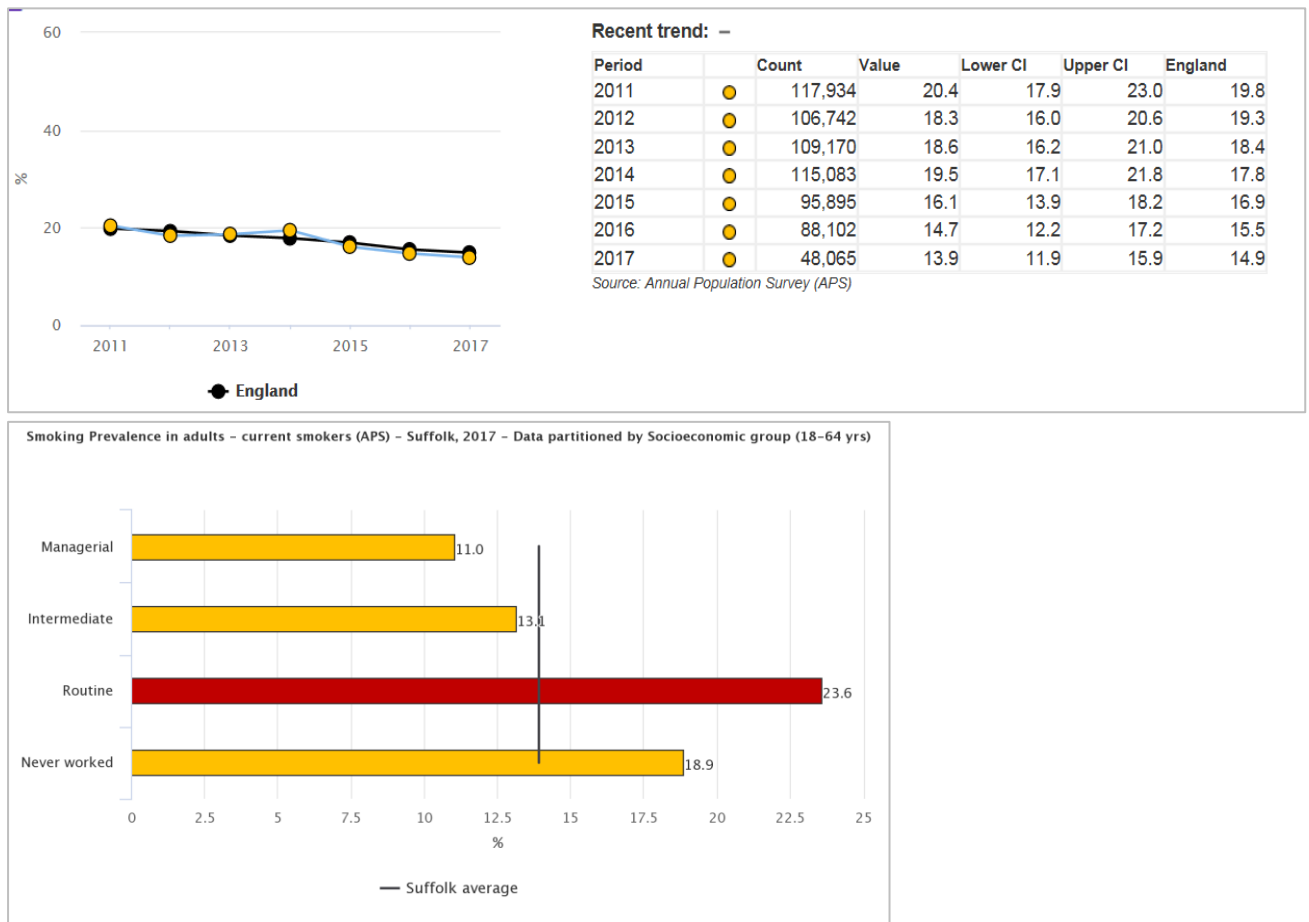 60
40
%
20
0
2011 2013 2015 2017
England
Recent trend: –
Period Count Value Lower CI Upper CI England
2011 117,934 20.4 17.9 23.0 19.8
2012 106,742 18.3 16.0 20.6 19.3
2013 109,170 18.6 16.2 21.0 18.4
2014 115,083 19.5 17.1 21.8 17.8
2015 95,895 16.1 13.9 18.2 16.9
2016 88,102 14.7 12.2 17.2 15.5
2017 48,065 13.9 11.9 15.9 14.9
Source: Annual Population Survey (APS)
Smoking Prevalence in adults – current smokers (APS) – Suffolk, 2017 – Data partitioned by Socioeconomic group (18–64 yrs)
Managerial 11.0
Intermediate 13.1
Routine 23.6
Never worked 18.9
0 2.5 5 7.5 10 12.5 15 17.5 20 22.5 25
%
Suffolk average